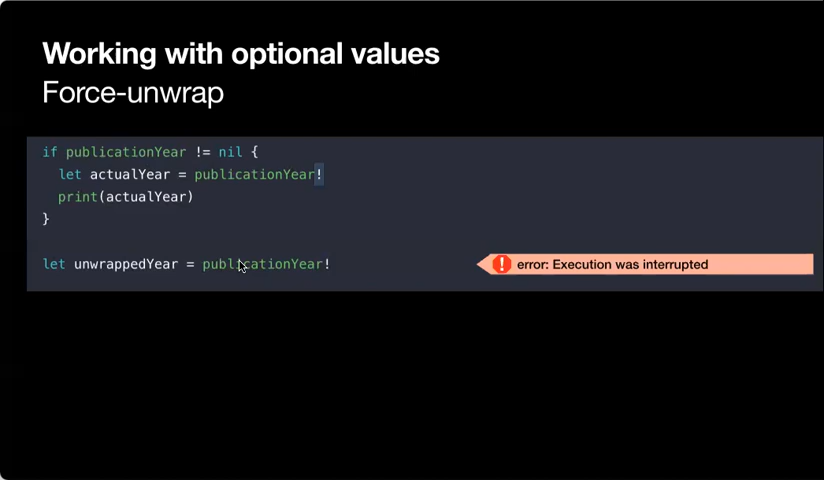 Working with optional values
Force-unwrap
if publicationYear != nil {
  let actualYear = publicationYear!
  print(actualYear)
}
let unwrappedYear = publicationYear!
error: Execution was interrupted